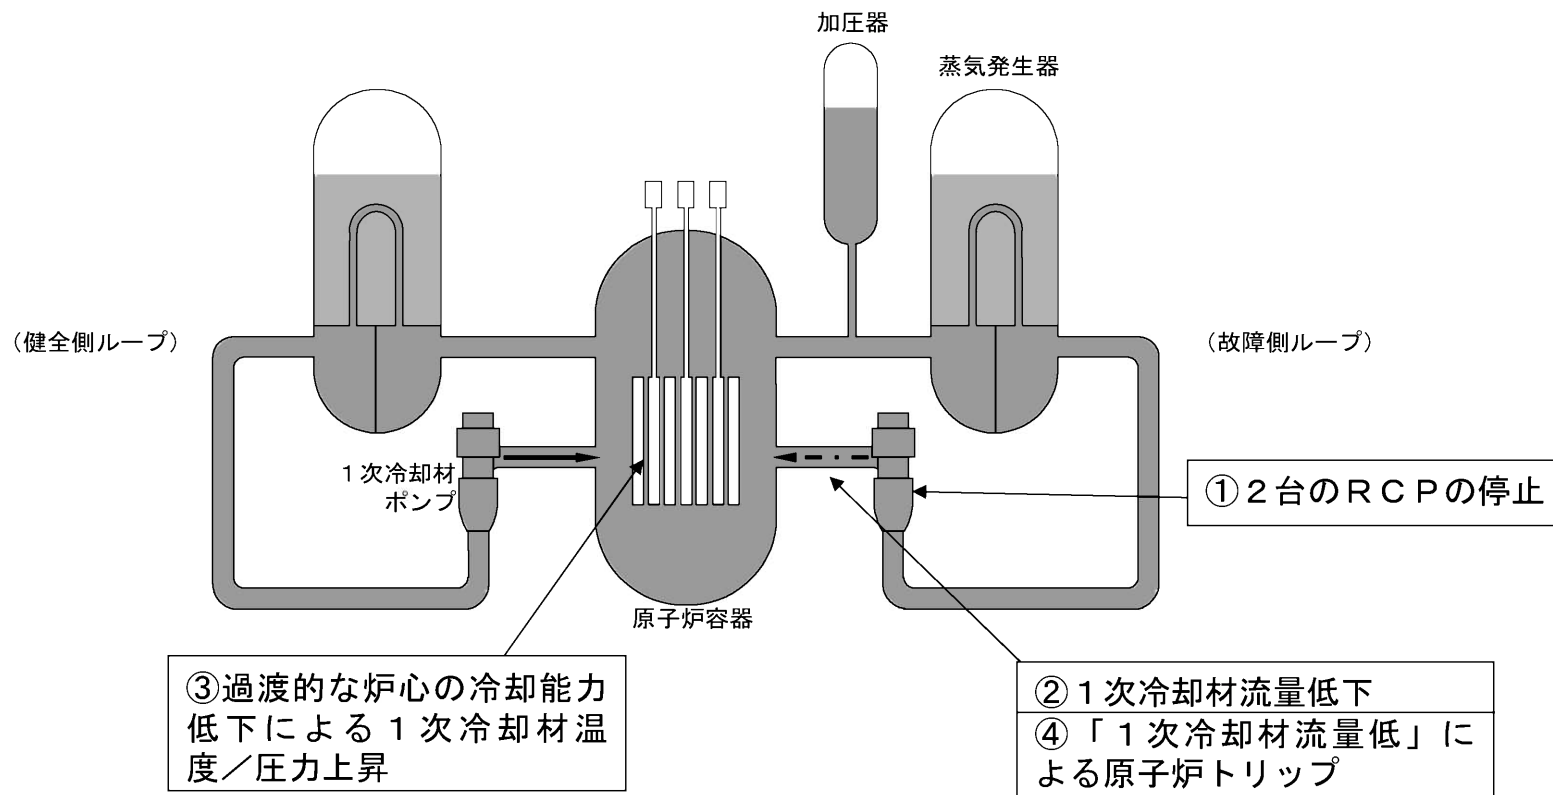 加圧器
蒸気発生器
（健全側ループ）
（故障側ループ）
１次冷却材
ポンプ
①２台のＲＣＰの停止
原子炉容器
③過渡的な炉心の冷却能力
低下による１次冷却材温
度／圧力上昇
②１次冷却材流量低下
④「１次冷却材流量低」に
よる原子炉トリップ